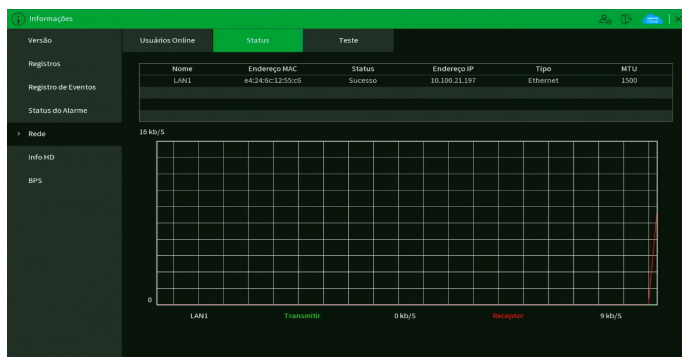 Informações
Versão
Usuários Online Status Teste
Registros
Nome Endereço MAC Status Endereço IP Tipo MTU
LAN1 e4:24:6c:12:55:c6 Sucesso 10.100.21.197 Ethernet 1500
Registro de Eventos
Status do Alarme
> Rede
16 kb/S
Info HD
BPS
0
LAN1 Transmitir 0 kb/S Receptor 9 kb/S